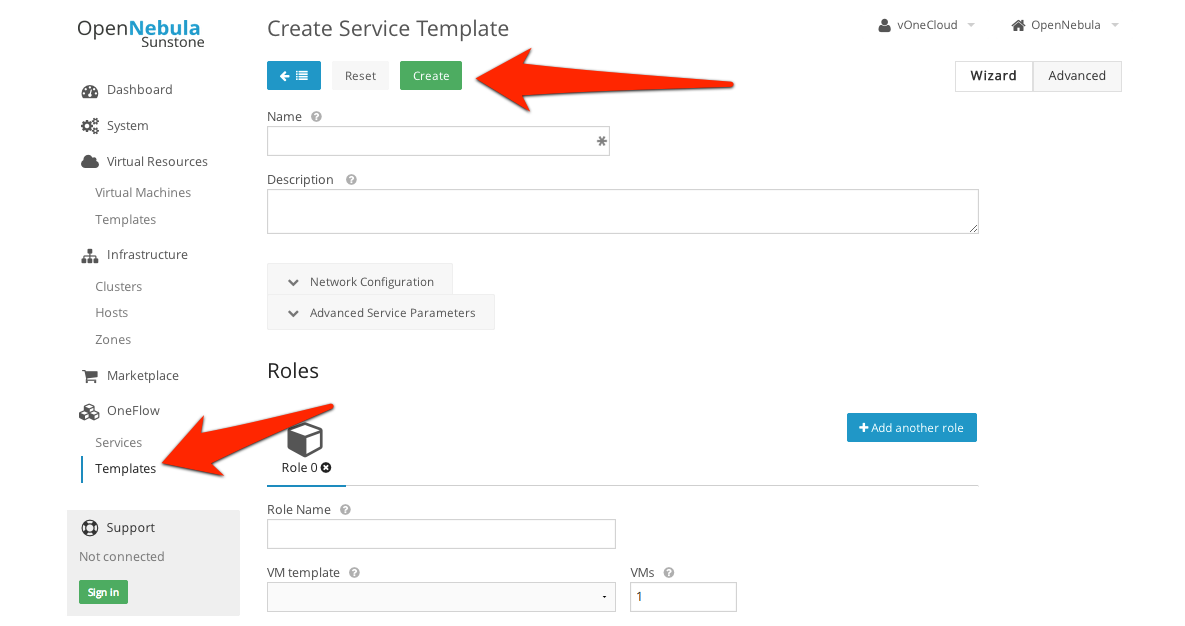 OpenNebula
Sunstone
Dashboard
System
Virtual Resources
Virtual Machines
Templates
Infrastructure
Clusters
Hosts
Zones
Marketplace
OneFlow
Services
Templates
Support
Not connected
Sign in
Create Service Template
vOneCloud
OpenNebula
Reset
Create
Wizard
Advanced
Name ?
*
Description ?
Network Configuration
Advanced Service Parameters
Roles
+ Add another role
Role 0
Role Name ?
VM template ?
VMs ?
1